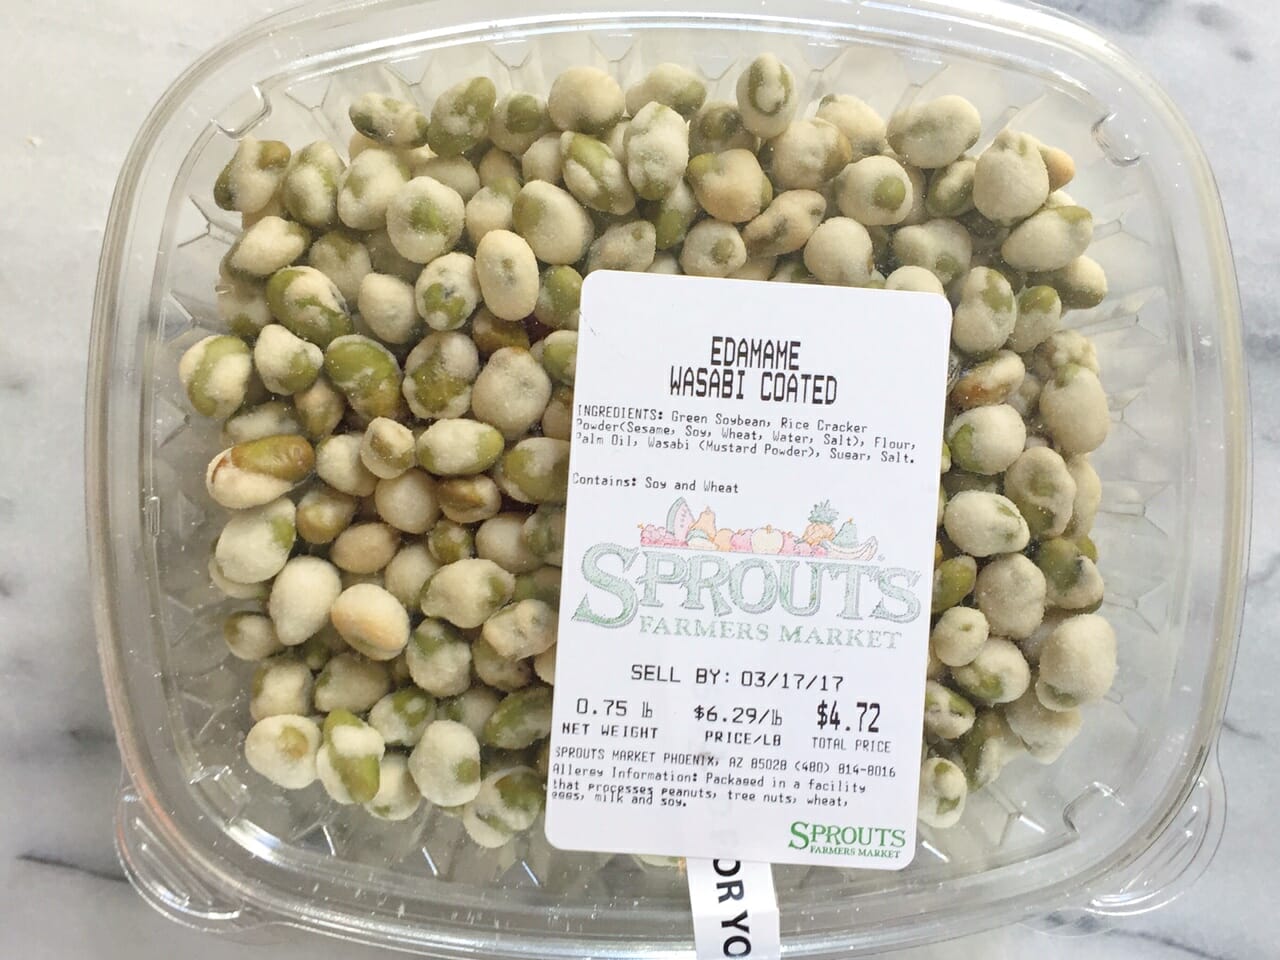 EDAMAME
WASABI COATED
INGREDIENTS: Green Soybean, Rice Cracker
Powder(Sesame, Soy, Wheat, Water, Salt), Flour,
Palm Oil, Wasabi (Mustard Powder), Sugar, Salt.
Contains: Soy and Wheat
SPROUTS
FARMERS MARKET
SELL BY: 03/17/17
0.75 lb $6.29/lb $4.72
NET WEIGHT PRICE/LB TOTAL PRICE
SPROUTS MARKET PHOENIX, AZ 85028 (480) 814-8016
Allergy Information: Packaged in a facility
that processes peanuts, tree nuts, wheat,
eggs, milk and soy.
SPROUTS
FARMERS MARKET
OR YO